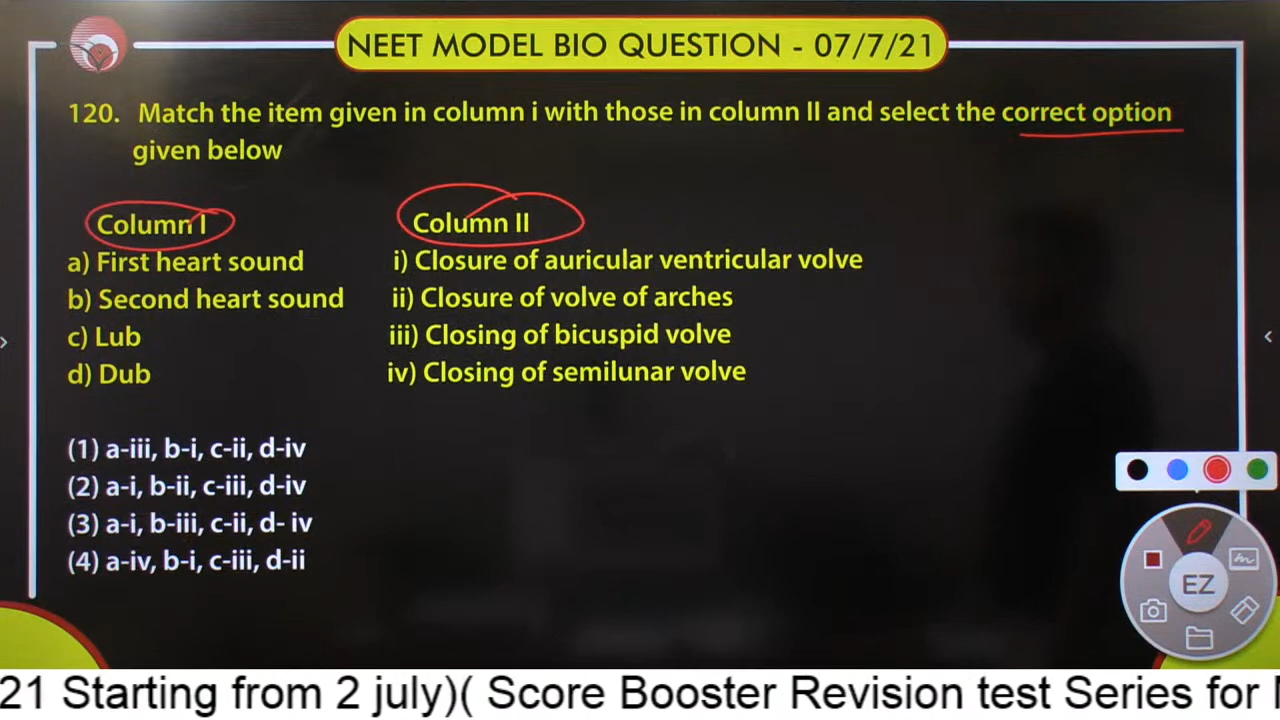 NEET MODEL BIO QUESTION - 07/7/21
120. Match the item given in column i with those in column II and select the correct option
given below
Column I
Column II
a) First heart sound
i) Closure of auricular ventricular volve
b) Second heart sound
ii) Closure of volve of arches
c) Lub
iii) Closing of bicuspid volve
d) Dub
iv) Closing of semilunar volve
(1) a-iii, b-i, c-ii, d-iv
(2) a-i, b-ii, c-iii, d-iv
(3) a-i, b-iii, c-ii, d- iv
(4) a-iv, b-i, c-iii, d-ii
EZ
21 Starting from 2 july)( Score Booster Revision test Series for